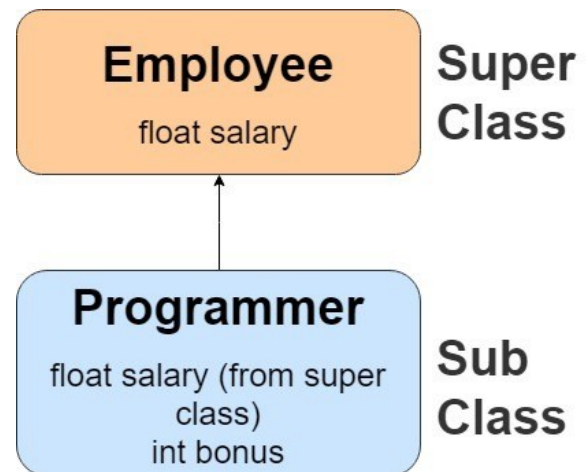 Employee
float salary
Super
Class
Programmer
float salary (from super
class)
int bonus
Sub
Class